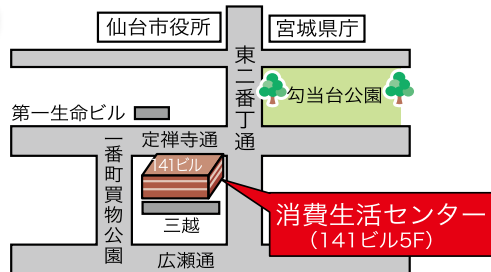 仙台市役所
宮城県庁
東二番丁通
勾当台公園
第一生命ビル
定禅寺通
一番町買物公園
141ビル
三越
消費生活センター
（141ビル5F）
広瀬通